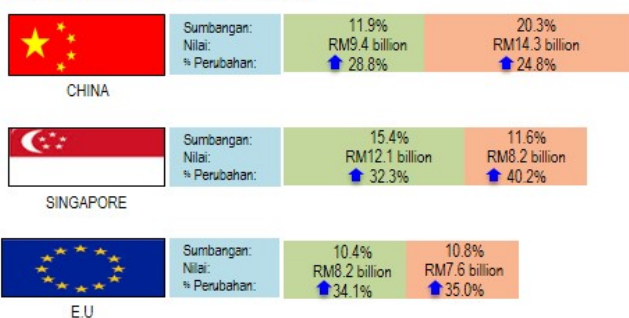 Sumbangan: 11.9% 20.3%
Nilai: RM9.4 billion RM14.3 billion
% Perubahan: 28.8% 24.8%
CHINA
Sumbangan: 15.4% 11.6%
Nilai: RM12.1 billion RM8.2 billion
% Perubahan: 32.3% 40.2%
SINGAPORE
Sumbangan: 10.4% 10.8%
Nilai: RM8.2 billion RM7.6 billion
% Perubahan: 34.1% 35.0%
E.U